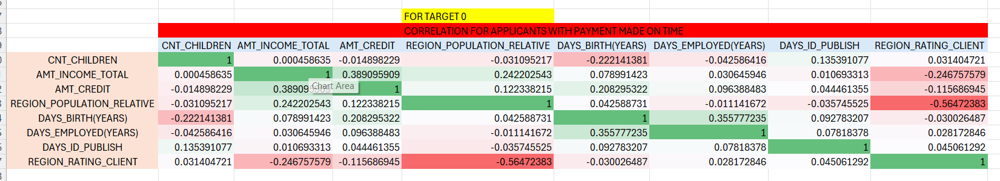 FOR TARGET 0
CORRELATION FOR APPLICANTS WITH PAYMENT MADE ON TIME
CNT_CHILDREN AMT_INCOME_TOTAL AMT_CREDIT REGION_POPULATION_RELATIVE DAYS_BIRTH(YEARS) DAYS_EMPLOYED(YEARS) DAYS_ID_PUBLISH REGION_RATING_CLIENT
CNT_CHILDREN 1 0.000458635 -0.014898229 -0.031095217 -0.222141381 -0.042586416 0.135391077 0.031404721
AMT_INCOME_TOTAL 0.000458635 1 0.389095909 0.242202543 0.078991423 0.030645946 0.010693313 -0.246757579
Chart Area
AMT_CREDIT -0.014898229 1 0.122338215 0.208295322 0.096388483 0.044461355 -0.115686945
REGION_POPULATION_RELATIVE -0.031095217 0.242202543 0.122338215 1 0.042588731 -0.011141672 -0.035745525 -0.56472383
DAYS_BIRTH(YEARS) -0.222141381 0.078991423 0.208295322 0.042588731 1 0.355777235 0.092783207 -0.030026487
DAYS_EMPLOYED(YEARS) -0.042586416 0.030645946 0.096388483 -0.011141672 0.355777235 1 0.07818378 0.028172846
DAYS_ID_PUBLISH 0.135391077 0.010693313 0.044461355 -0.035745525 0.092783207 0.07818378 1 0.045061292
REGION_RATING_CLIENT 0.031404721 -0.246757579 -0.115686945 -0.56472383 -0.030026487 0.028172846 0.045061292 1